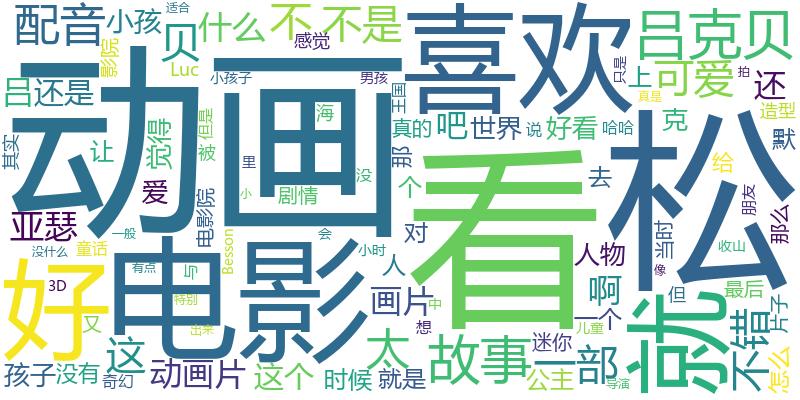 配音
小孩
什么
不
不是
喜欢
吕克贝
适合
影院
贝
Luc
感觉
小孩子
男孩
只是
上
可爱
还
拍
真是
造型
吕
还是
动画
王国
海
真的
吧
世界
说
好看
哈哈
克
默
松
其实
让
觉得
被
但是
里
那
没
剧情
小
个
去
给
朋友
那么
爱
亚瑟
电影院
看
没什么
童话
一般
Besson
会
小时
对
人
人物
当时
收山
像
好
3D
电影
有点
与
特别
出来
画片
中
想
啊
一个
但
最后
片子
就
不错
又
这
太
故事
迷你
儿童
一部
怎么
孩子
没有
奇幻
动画片
这个
时候
就是
公主
导演